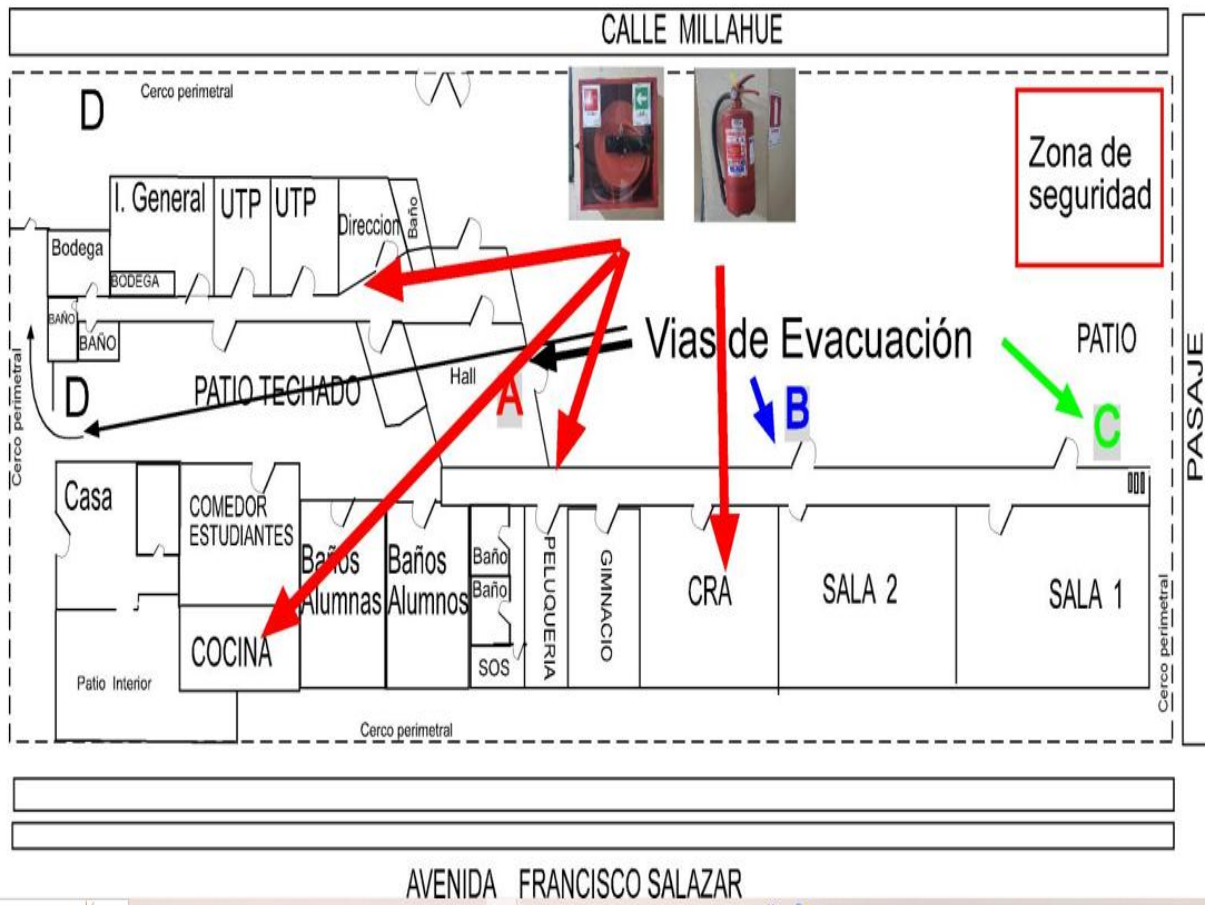 CALLE MILLAHUE
Cerco perimetral
D
Zona de
seguridad
I. General
UTP
UTP
Direccion
Baño
Bodega
BODEGA
BAÑO
BAÑO
Vias de Evacuación
PATIO
PASAJE
Cerco perimetral
D
PATIO TECHADO
Hall
A
B
C
Casa
COMEDOR
ESTUDIANTES
Baños
Alumnas
Baños
Alumnos
Baño
Baño
SOS
PELUQUERIA
GIMNACIO
CRA
SALA 2
SALA 1
COCINA
Patio Interior
Cerco perimetral
Cerco perimetral
AVENIDA FRANCISCO SALAZAR